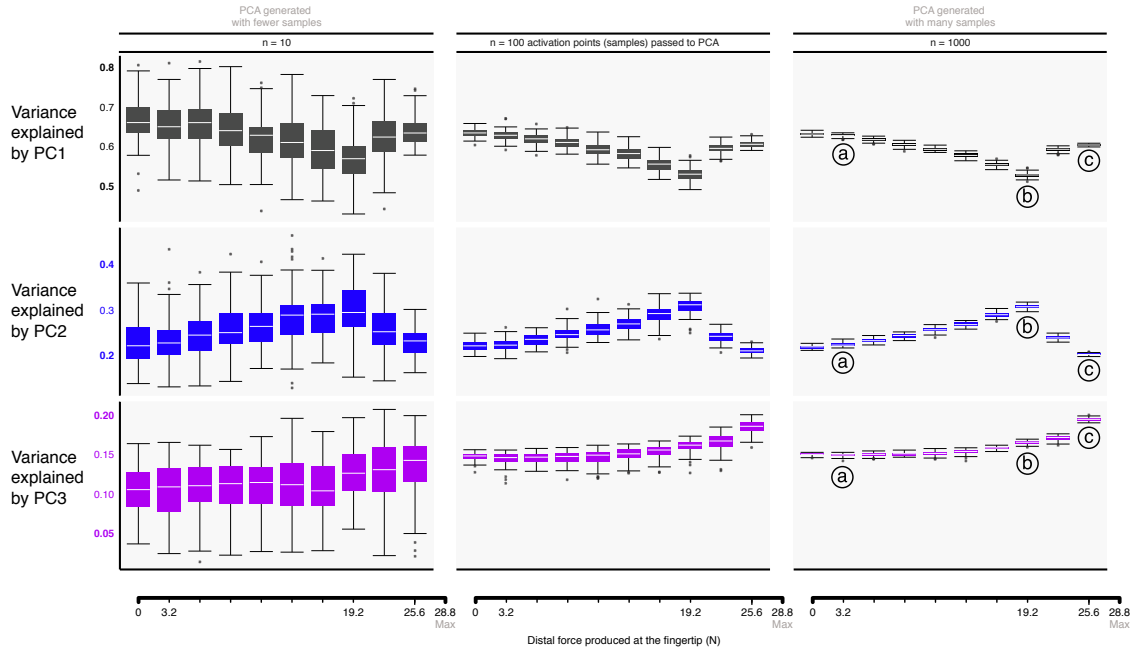 PCA generated
with fewer samples
PCA generated
with many samples
n = 10
n = 100 activation points (samples) passed to PCA
n = 1000
Variance
explained
by PC1
0.8
0.7
0.6
0.5
a
b
c
Variance
explained
by PC2
0.4
0.3
0.2
a
b
c
Variance
explained
by PC3
0.20
0.15
0.10
0.05
a
b
c
0 3.2 19.2 25.6 28.8
Max
0 3.2 19.2 25.6 28.8
Max
0 3.2 19.2 25.6 28.8
Max
Distal force produced at the fingertip (N)